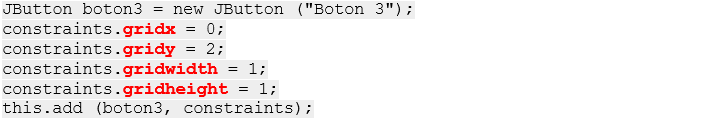 JButton boton3 = new JButton ("Boton 3");
constraints.gridx = 0;
constraints.gridy = 2;
constraints.gridwidth = 1;
constraints.gridheight = 1;
this.add (boton3, constraints);